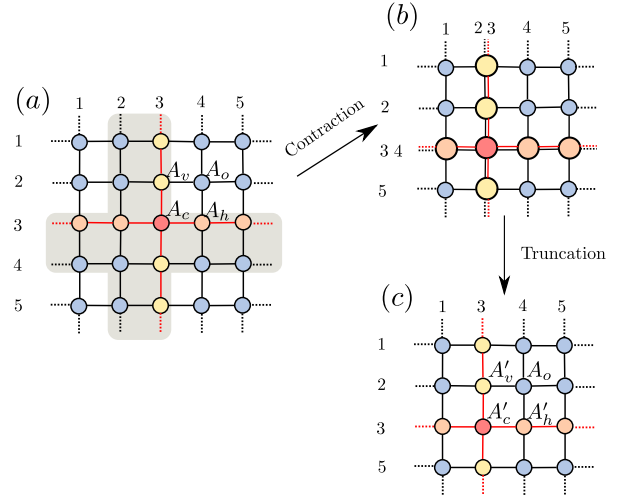 (a)
1 2 3 4 5
1
2
3
4
5
A_v A_o
A_c A_h
Contraction
(b)
1 2 3 4 5
1
2
3 4
5
Truncation
(c)
1 3 4 5
1
2
3
5
A'_v A_o
A'_c A'_h